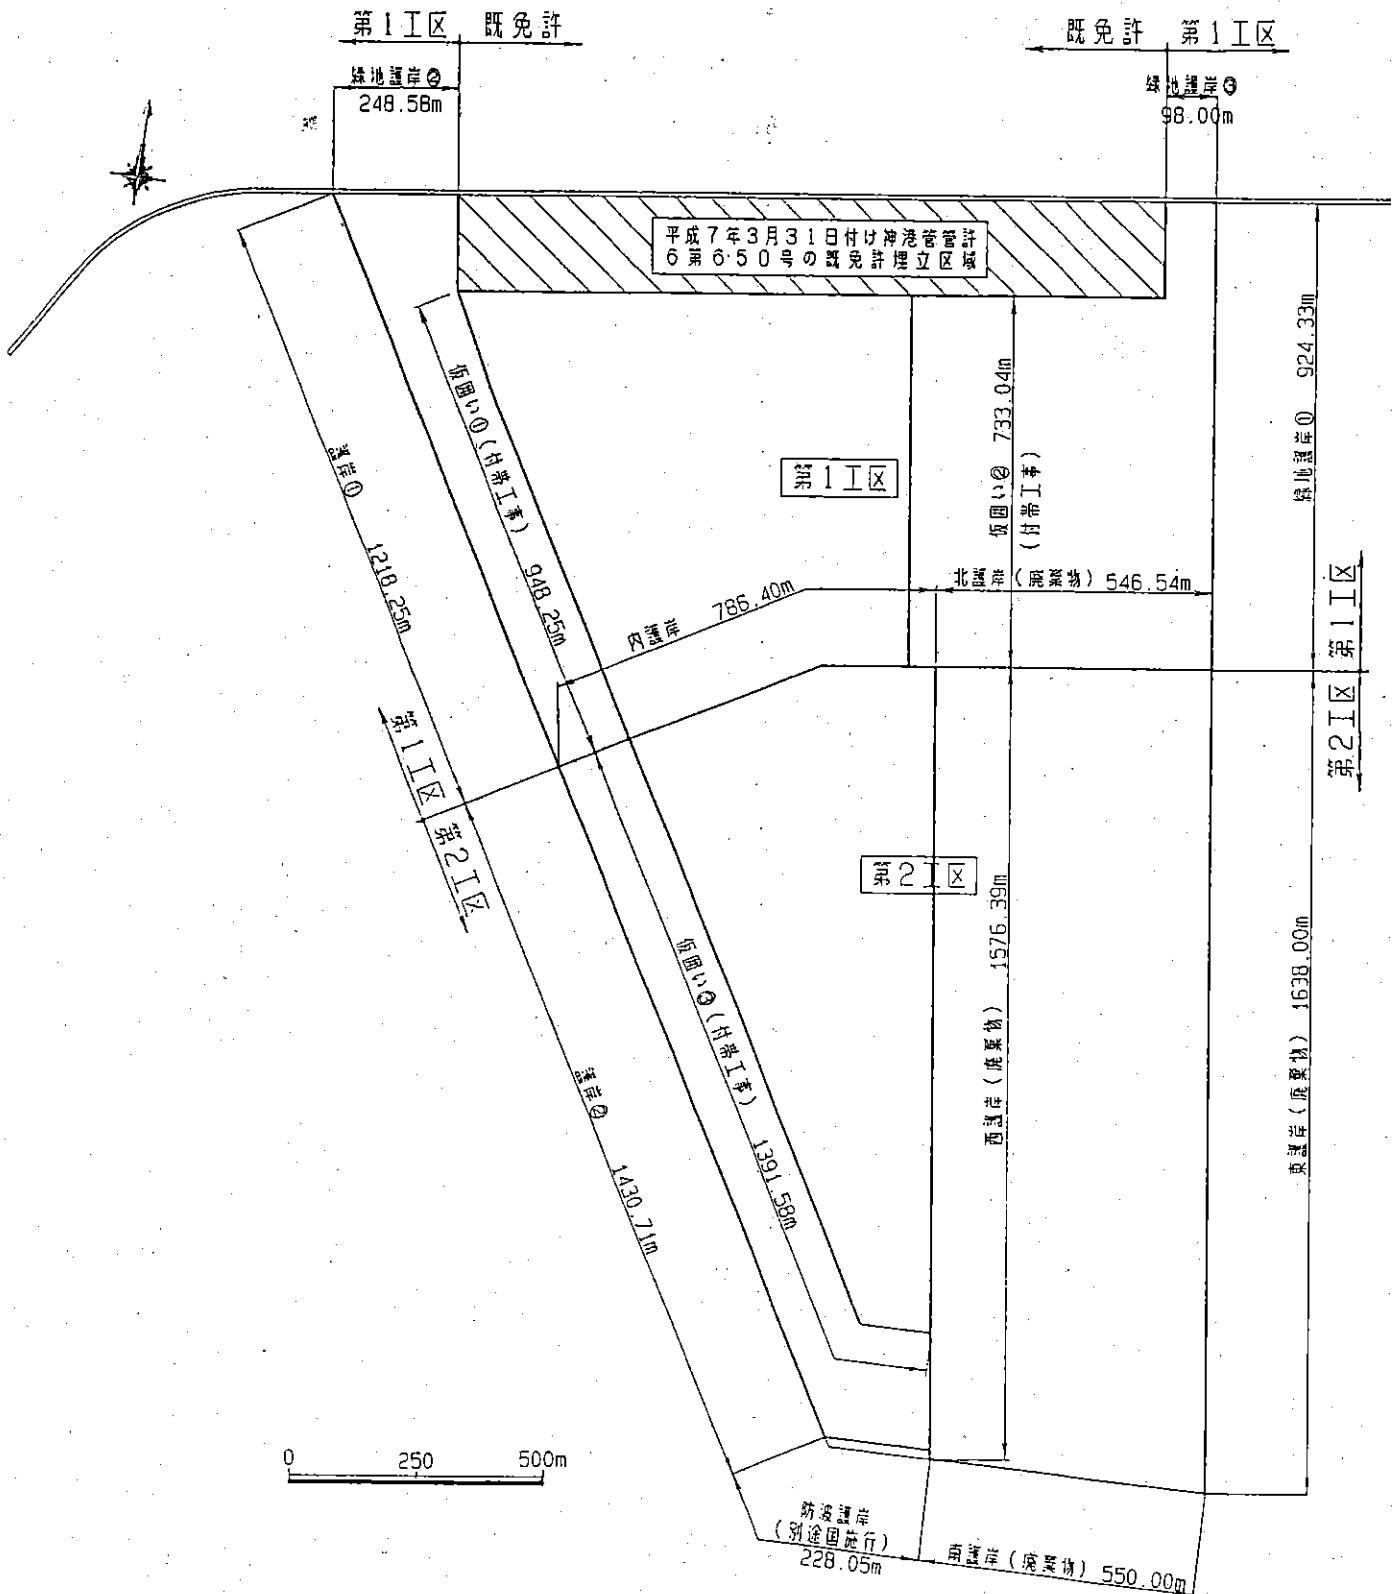 第1工区
既免許
既免許
第1工区
緑地護岸②
248.58m
緑地護岸③
98.00m
平成7年3月31日付け神港管管許
6第650号の既免許埋立区域
緑地護岸① 924.33m
仮囲い② 733.04m
(付帯工事)
仮囲い①(付帯工事) 948.25m
護岸① 1218.25m
第1工区
内護岸 786.40m
北護岸(廃棄物) 546.54m
第1工区
第2工区
第1工区
第2工区
第2工区
仮囲い③(付帯工事) 1391.58m
西護岸(廃棄物) 1576.39m
東護岸(廃棄物) 1638.00m
護岸② 1430.71m
0 250 500m
防波護岸
(別途国施行)
228.05m
南護岸(廃棄物) 550.00m